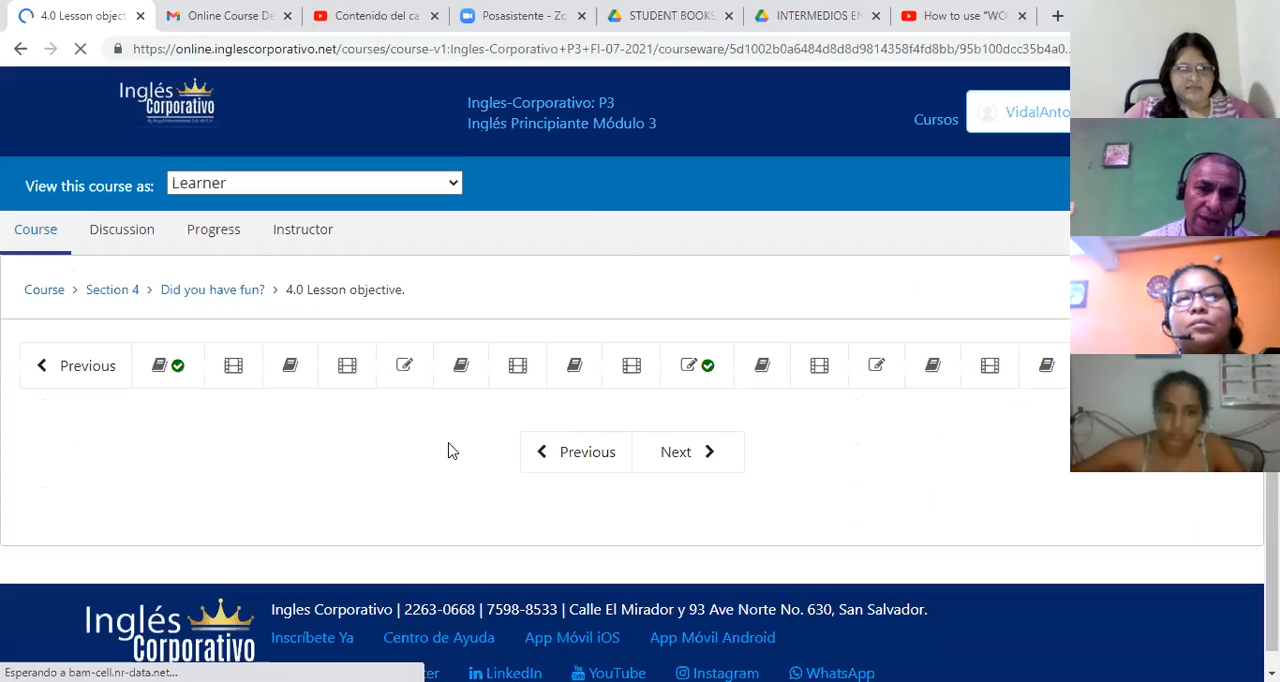 4.0 Lesson object
Online Course De
Contenido del ca
Posasistente - Zo
STUDENT BOOKS
INTERMEDIOS EN
How to use "WO
https://online.inglescorporativo.net/courses/course-v1:Ingles-Corporativo+P3+FI-07-2021/courseware/5d1002b0a6484d8d8d9814358f4fd8bb/95b100dcc35b4a0...
Inglés
Corporativo
Ingles-Corporativo: P3
Inglés Principiante Módulo 3
Cursos
VidalAnto
View this course as:
Learner
Course
Discussion
Progress
Instructor
Course > Section 4 > Did you have fun? > 4.0 Lesson objective.
Previous
Previous
Next
Inglés
Corporativo
Ingles Corporativo | 2263-0668 | 7598-8533 | Calle El Mirador y 93 Ave Norte No. 630, San Salvador.
Inscríbete Ya
Centro de Ayuda
App Móvil iOS
App Móvil Android
Esperando a bam-cell.nr-data.net...
ter
LinkedIn
YouTube
Instagram
WhatsApp